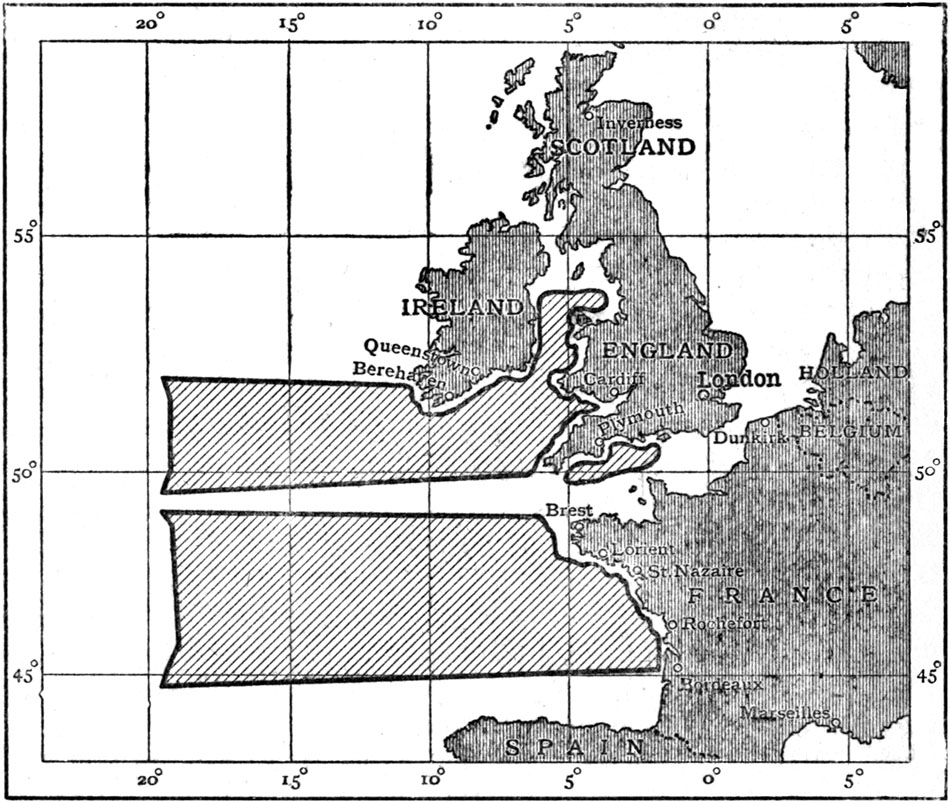 20° 15° 10° 5° 0° 5°
Inverness
SCOTLAND
55° 55°
IRELAND
Queenstown
Berehaven
ENGLAND
Cardiff
London
HOLLAND
Plymouth
Dunkirk
BELGIUM
50° 50°
Brest
Lorient
St. Nazaire
FRANCE
Rochefort
45° 45°
Bordeaux
Marseilles
SPAIN
20° 15° 10° 5° 0° 5°